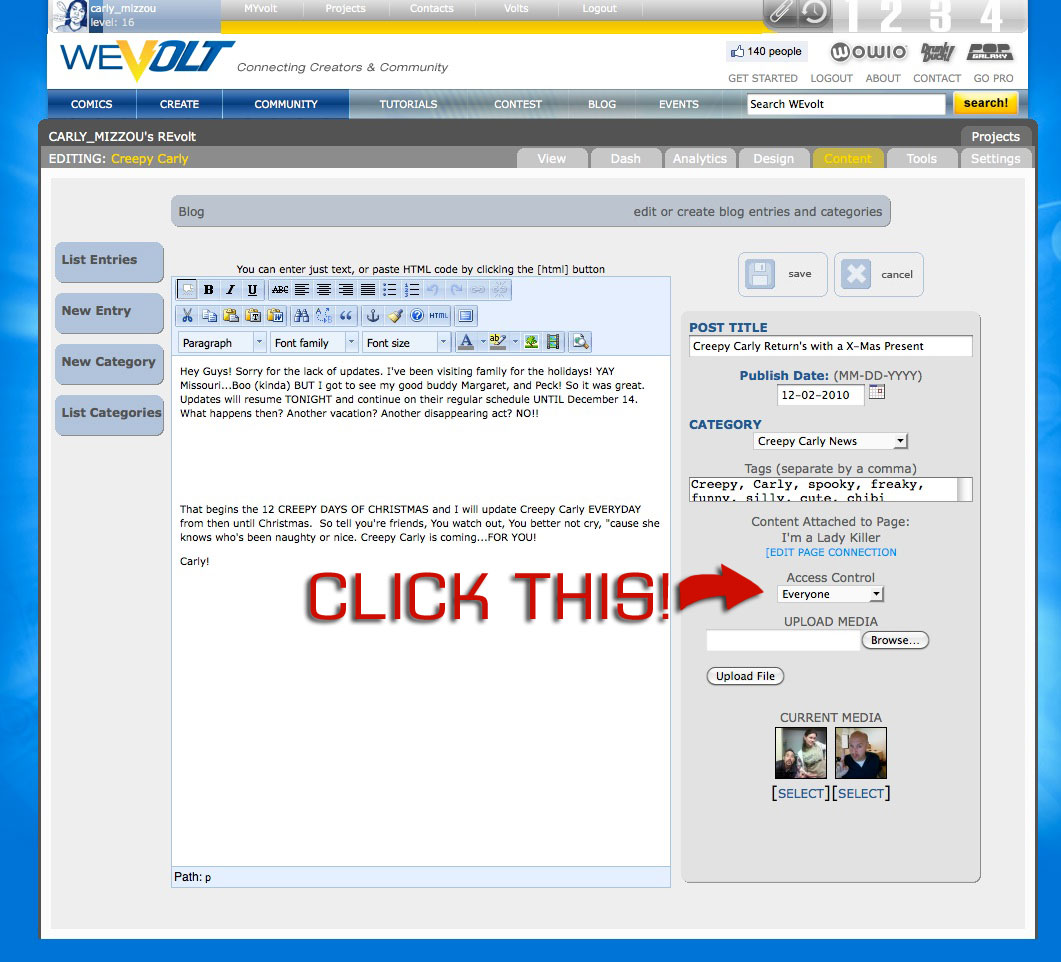 carly_mizzou
level: 16
MYvolt Projects Contacts Volts Logout
1 2 3 4
WEVOLT
Connecting Creators & Community
140 people
WOWIO Drunk Duck POP GALAXY
GET STARTED LOGOUT ABOUT CONTACT GO PRO
COMICS CREATE COMMUNITY TUTORIALS CONTEST BLOG EVENTS Search WEvolt search!
CARLY_MIZZOU's REvolt Projects
EDITING: Creepy Carly View Dash Analytics Design Content Tools Settings
Blog edit or create blog entries and categories
List Entries
New Entry
New Category
List Categories
You can enter just text, or paste HTML code by clicking the [html] button
B I U ABC
HTML
Paragraph Font family Font size A ab
Hey Guys! Sorry for the lack of updates. I've been visiting family for the holidays! YAY
Missouri...Boo (kinda) BUT I got to see my good buddy Margaret, and Peck! So it was great.
Updates will resume TONIGHT and continue on their regular schedule UNTIL December 14.
What happens then? Another vacation? Another disappearing act? NO!!
That begins the 12 CREEPY DAYS OF CHRISTMAS and I will update Creepy Carly EVERYDAY
from then until Christmas. So tell you're friends, You watch out, You better not cry, "cause she
knows who's been naughty or nice. Creepy Carly is coming...FOR YOU!
Carly!
CLICK THIS!
Path: p
save cancel
POST TITLE
Creepy Carly Return's with a X-Mas Present
Publish Date: (MM-DD-YYYY)
12-02-2010
CATEGORY
Creepy Carly News
Tags (separate by a comma)
Creepy, Carly, spooky, freaky,
funny, silly, cute, chibi
Content Attached to Page:
I'm a Lady Killer
[EDIT PAGE CONNECTION
Access Control
Everyone
UPLOAD MEDIA
Browse...
Upload File
CURRENT MEDIA
[SELECT][SELECT]